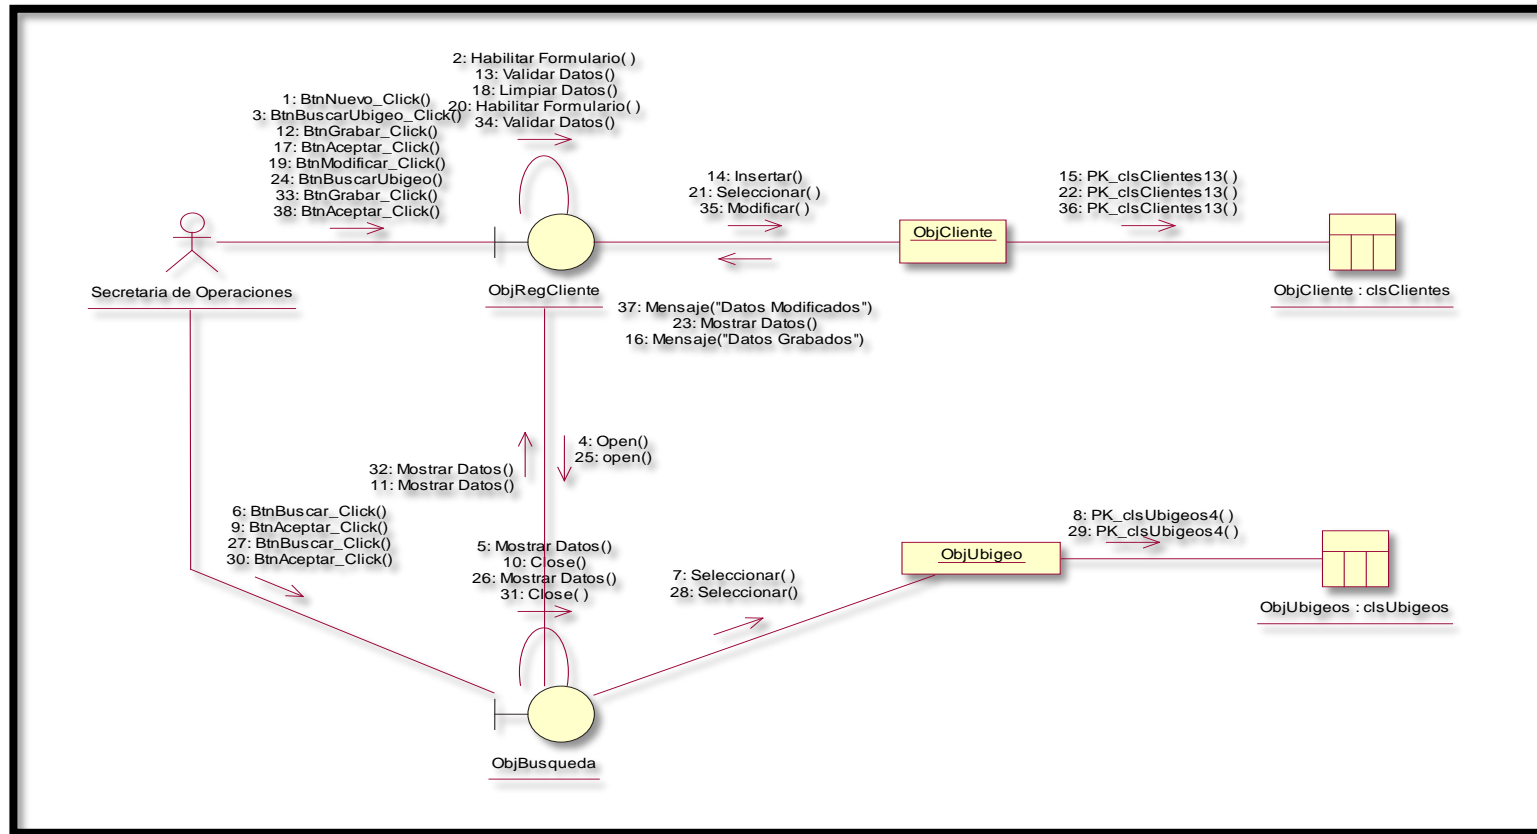 2: Habilitar Formulario( )
13: Validar Datos()
18: Limpiar Datos()
20: Habilitar Formulario( )
34: Validar Datos()
1: BtnNuevo_Click()
3: BtnBuscarUbigeo_Click()
12: BtnGrabar_Click()
17: BtnAceptar_Click()
19: BtnModificar_Click()
24: BtnBuscarUbigeo()
33: BtnGrabar_Click()
38: BtnAceptar_Click()
14: Insertar()
21: Seleccionar( )
35: Modificar( )
15: PK_clsClientes13( )
22: PK_clsClientes13( )
36: PK_clsClientes13( )
ObjCliente
Secretaria de Operaciones
ObjRegCliente
ObjCliente : clsClientes
37: Mensaje("Datos Modificados")
23: Mostrar Datos()
16: Mensaje("Datos Grabados")
4: Open()
25: open()
32: Mostrar Datos()
11: Mostrar Datos()
6: BtnBuscar_Click()
9: BtnAceptar_Click()
27: BtnBuscar_Click()
30: BtnAceptar_Click()
5: Mostrar Datos()
10: Close()
26: Mostrar Datos()
31: Close( )
7: Seleccionar( )
28: Seleccionar()
8: PK_clsUbigeos4( )
29: PK_clsUbigeos4( )
ObjUbigeo
ObjUbigeos : clsUbigeos
ObjBusqueda